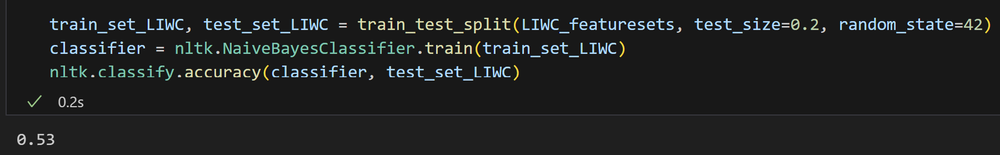 train_set_LIWC, test_set_LIWC = train_test_split(LIWC_featuresets, test_size=0.2, random_state=42)
classifier = nltk.NaiveBayesClassifier.train(train_set_LIWC)
nltk.classify.accuracy(classifier, test_set_LIWC)
0.2s
0.53